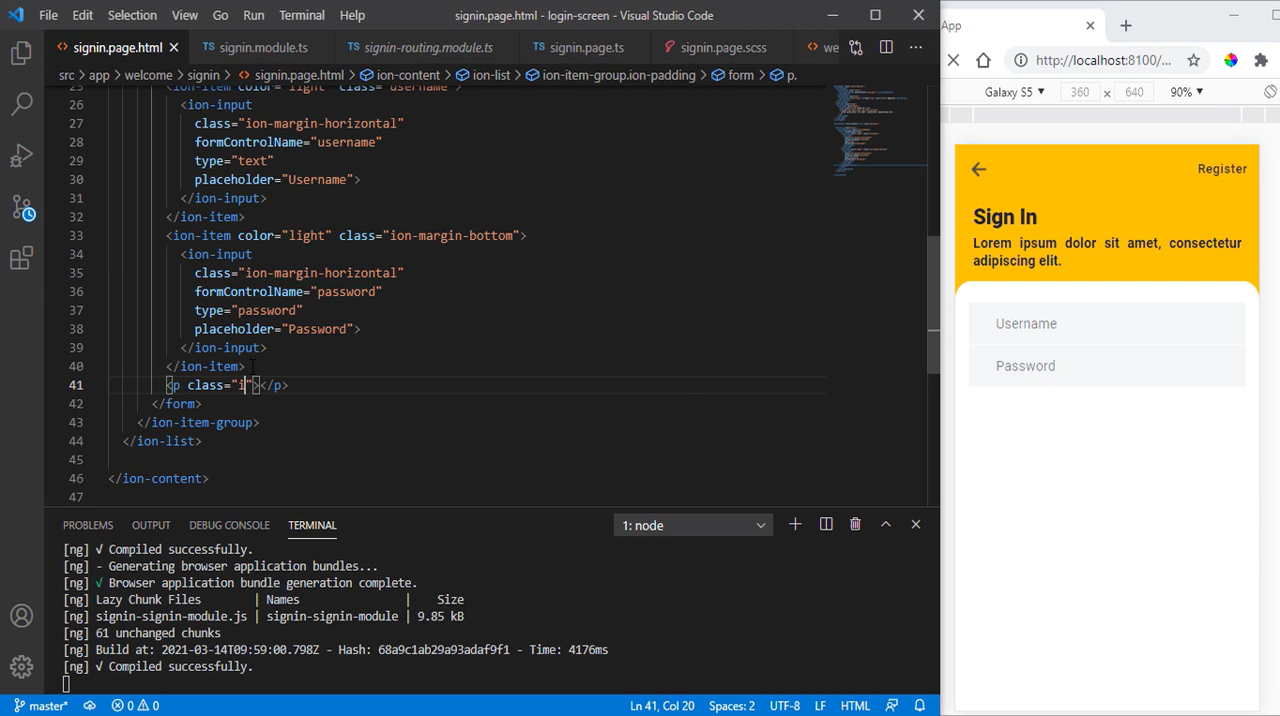 File Edit Selection View Go Run Terminal Help signin.page.html - login-screen - Visual Studio Code
signin.page.html signin.module.ts signin-routing.module.ts signin.page.ts signin.page.scss we
src > app > welcome > signin > signin.page.html > ion-content > ion-list > ion-item-group.ion-padding > form > p.
25 <ion-item color="light" class="username">
26 <ion-input
27 class="ion-margin-horizontal"
28 formControlName="username"
29 type="text"
30 placeholder="Username">
31 </ion-input>
32 </ion-item>
33 <ion-item color="light" class="ion-margin-bottom">
34 <ion-input
35 class="ion-margin-horizontal"
36 formControlName="password"
37 type="password"
38 placeholder="Password">
39 </ion-input>
40 </ion-item>
41 <p class="i"></p>
42 </form>
43 </ion-item-group>
44 </ion-list>
45
46 </ion-content>
47
PROBLEMS OUTPUT DEBUG CONSOLE TERMINAL 1: node
[ng] √ Compiled successfully.
[ng] - Generating browser application bundles...
[ng] √ Browser application bundle generation complete.
[ng] Lazy Chunk Files | Names | Size
[ng] signin-signin-module.js | signin-signin-module | 9.85 kB
[ng] 61 unchanged chunks
[ng] Build at: 2021-03-14T09:59:00.798Z - Hash: 68a9c1ab29a93adaf9f1 - Time: 4176ms
[ng] √ Compiled successfully.
master* 0 0 Ln 41, Col 20 Spaces: 2 UTF-8 LF HTML
App
http://localhost:8100/...
Galaxy S5 360 x 640 90%
Register
Sign In
Lorem ipsum dolor sit amet, consectetur
adipiscing elit.
Username
Password